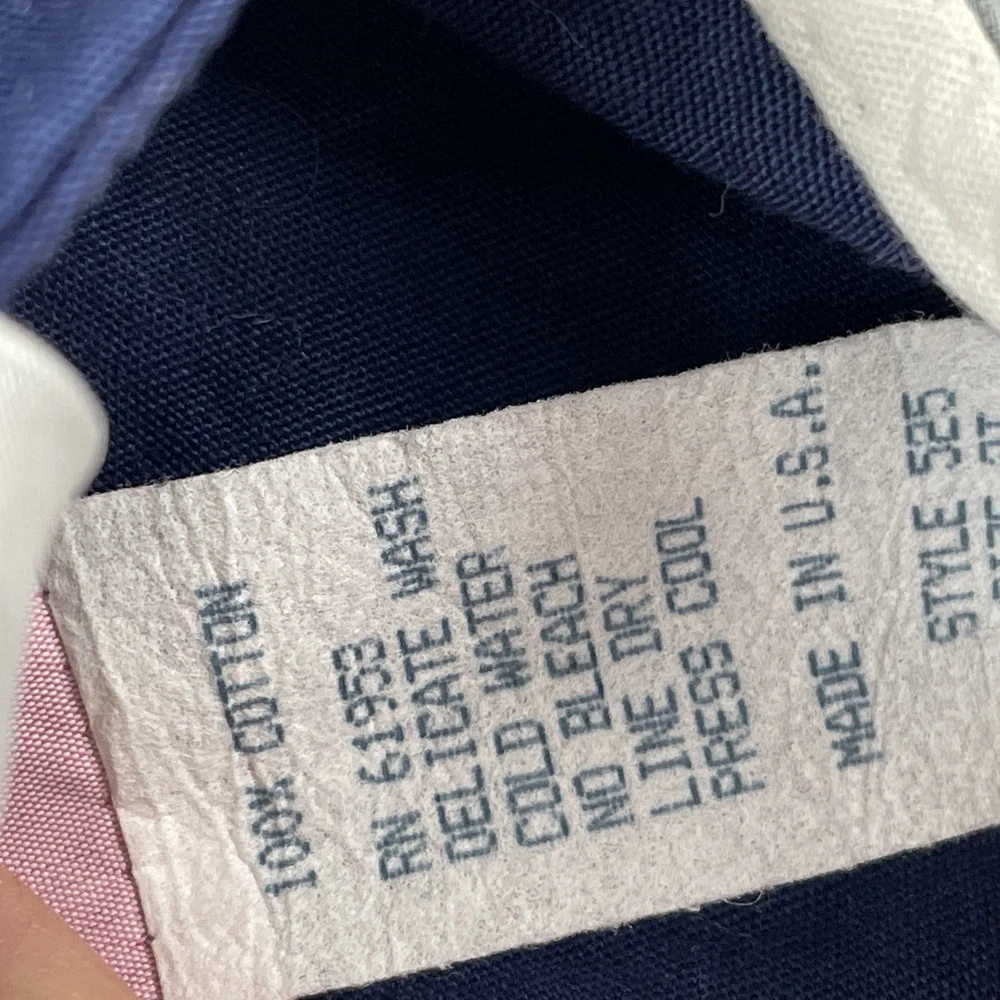 100% COTTON
RN 61953
DELICATE WASH
COLD WATER
NO BLEACH
LINE DRY
PRESS COOL
MADE IN U.S.A.
STYLE 525